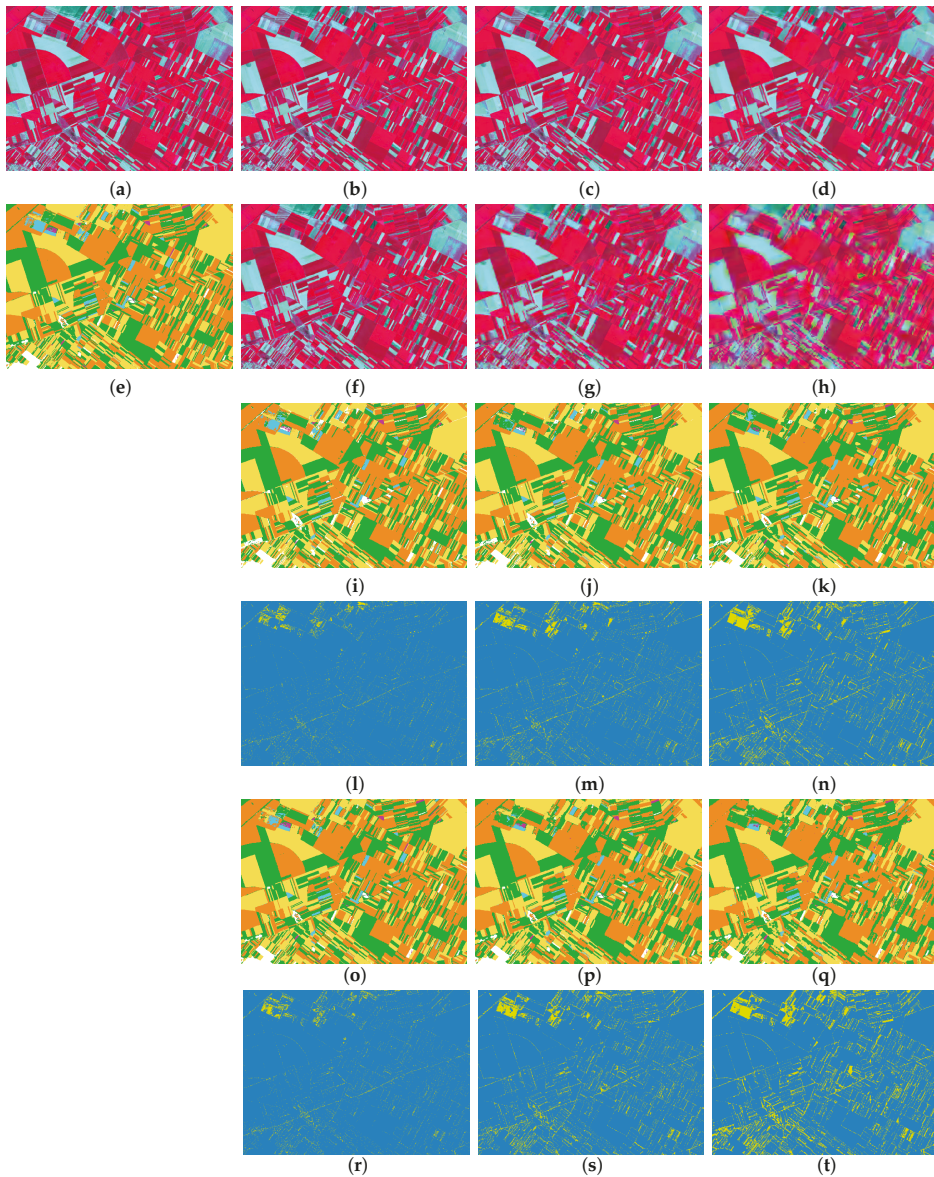 (a) (b) (c) (d)
(e) (f) (g) (h)
(i) (j) (k)
(l) (m) (n)
(o) (p) (q)
(r) (s) (t)